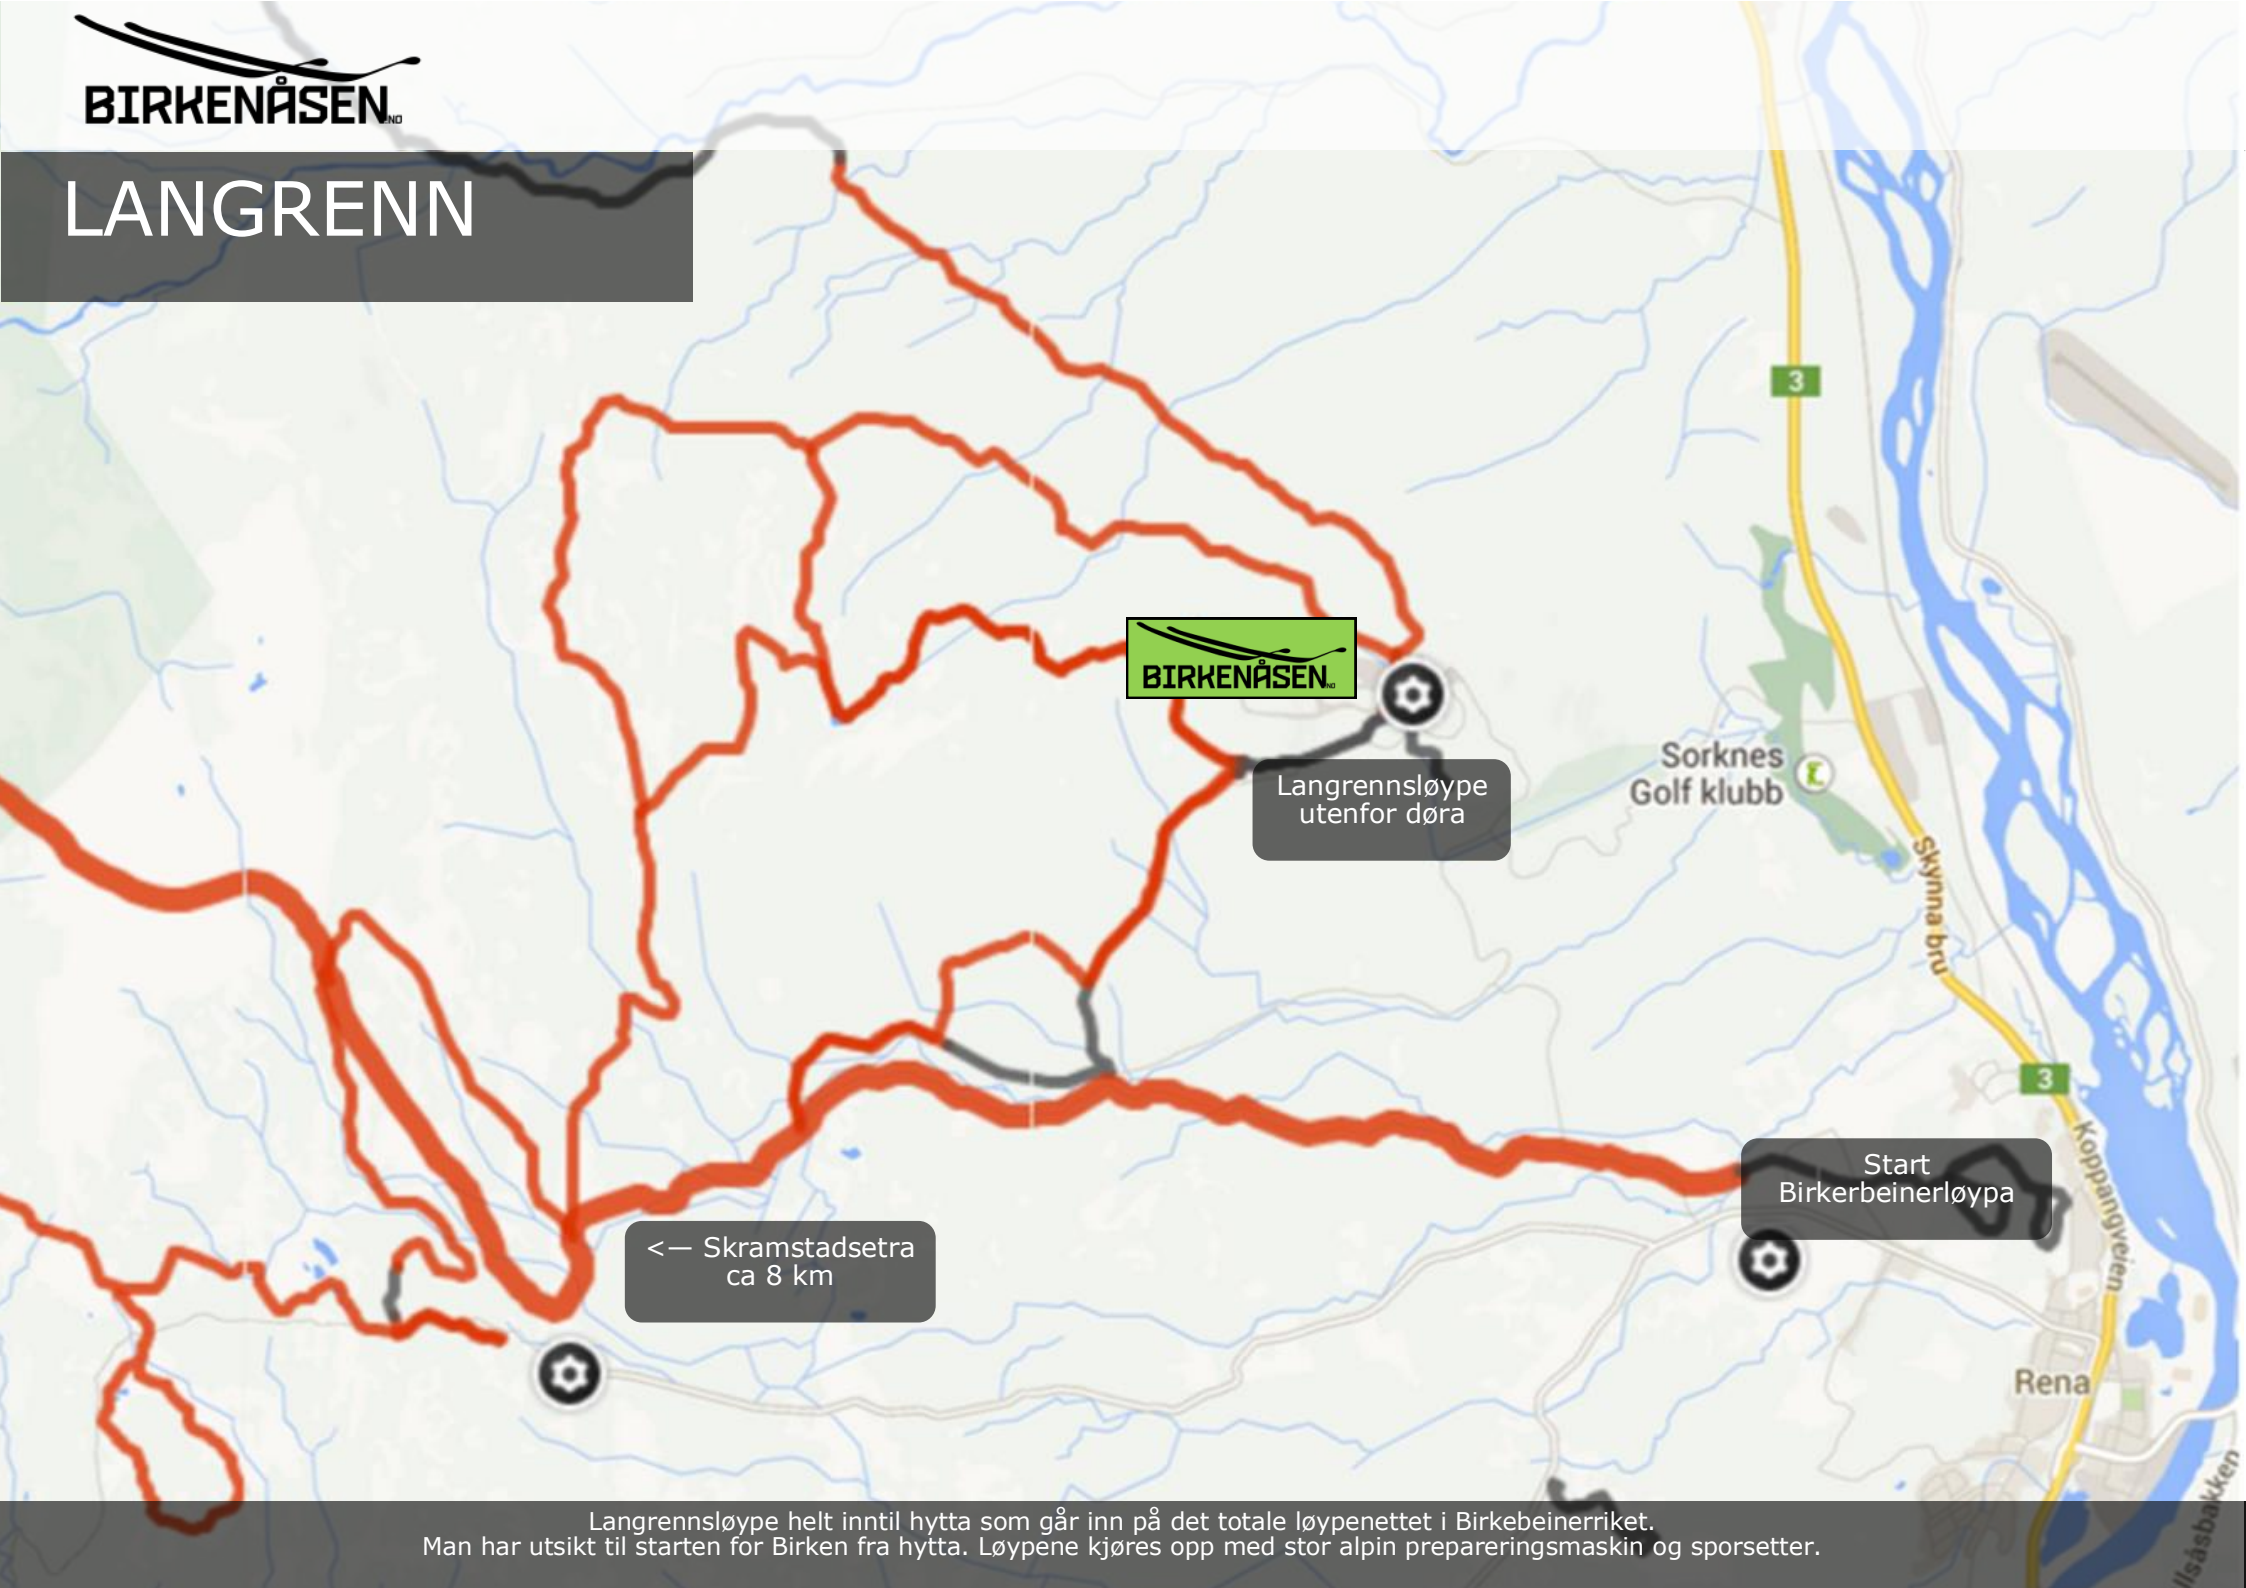 BIRKENÅSEN.NO
LANGRENN
3
BIRKENÅSEN.NO
Sorknes
Golf klubb
Langrennsløype
utenfor døra
Skynna bru
3
Koppangveien
Start
Birkerbeinerløypa
<— Skramstadsetra
ca 8 km
Rena
Langrennsløype helt inntil hytta som går inn på det totale løypenettet i Birkebeinerriket.
Man har utsikt til starten for Birken fra hytta. Løypene kjøres opp med stor alpin prepareringsmaskin og sporsetter.